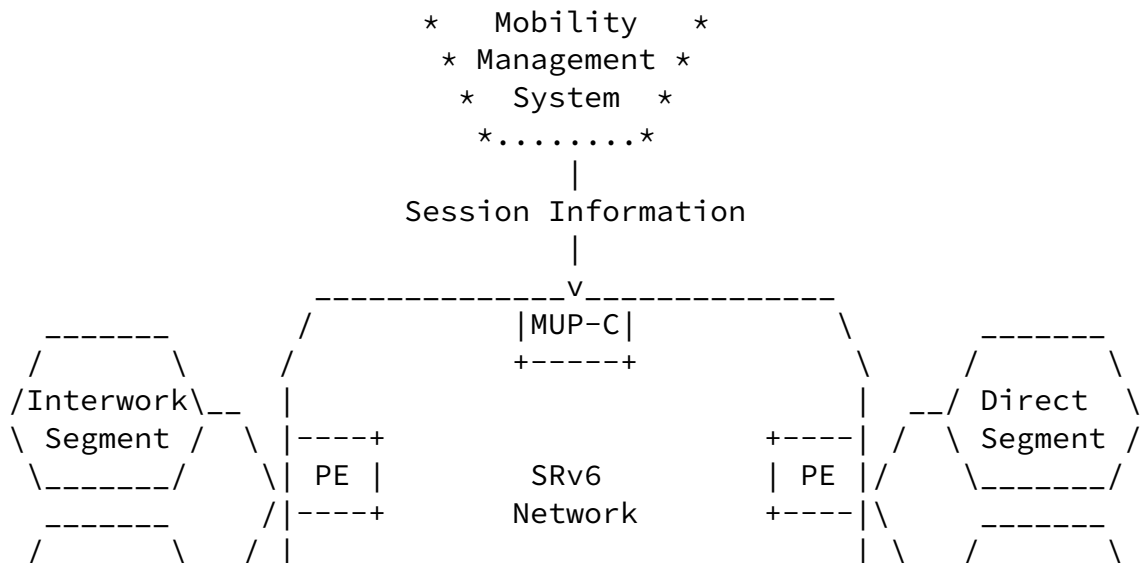 Mobility
Management
System
Session Information
MUP-C
Interwork Direct
Segment Segment
PE SRv6 PE
Network